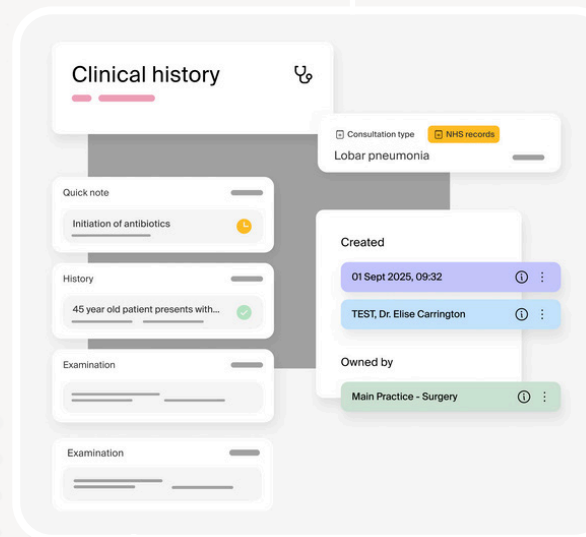 Clinical history
Consultation type
NHS records
Lobar pneumonia
Quick note
Initiation of antibiotics
History
45 year old patient presents with...
Examination
Examination
Created
01 Sept 2025, 09:32
TEST, Dr. Elise Carrington
Owned by
Main Practice - Surgery